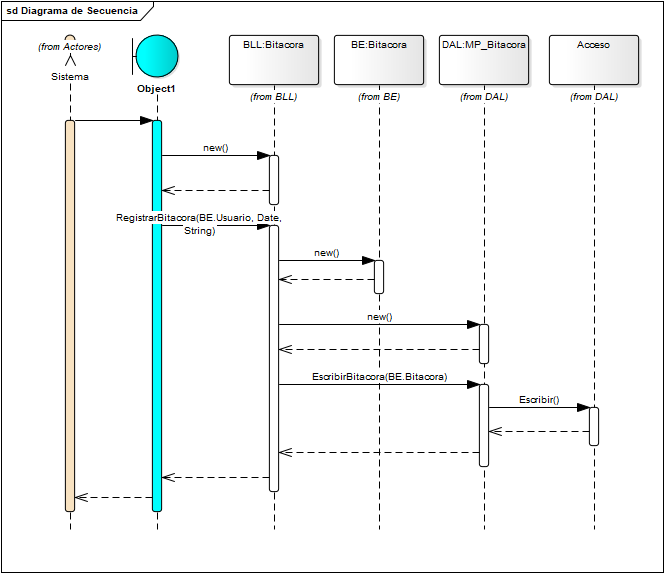 sd Diagrama de Secuencia
(from Actores)
Sistema
Object1
BLL:Bitacora
(from BLL)
BE:Bitacora
(from BE)
DAL:MP_Bitacora
(from DAL)
Acceso
(from DAL)
new()
RegistrarBitacora(BE.Usuario, Date,
String)
new()
new()
EscribirBitacora(BE.Bitacora)
Escribir()